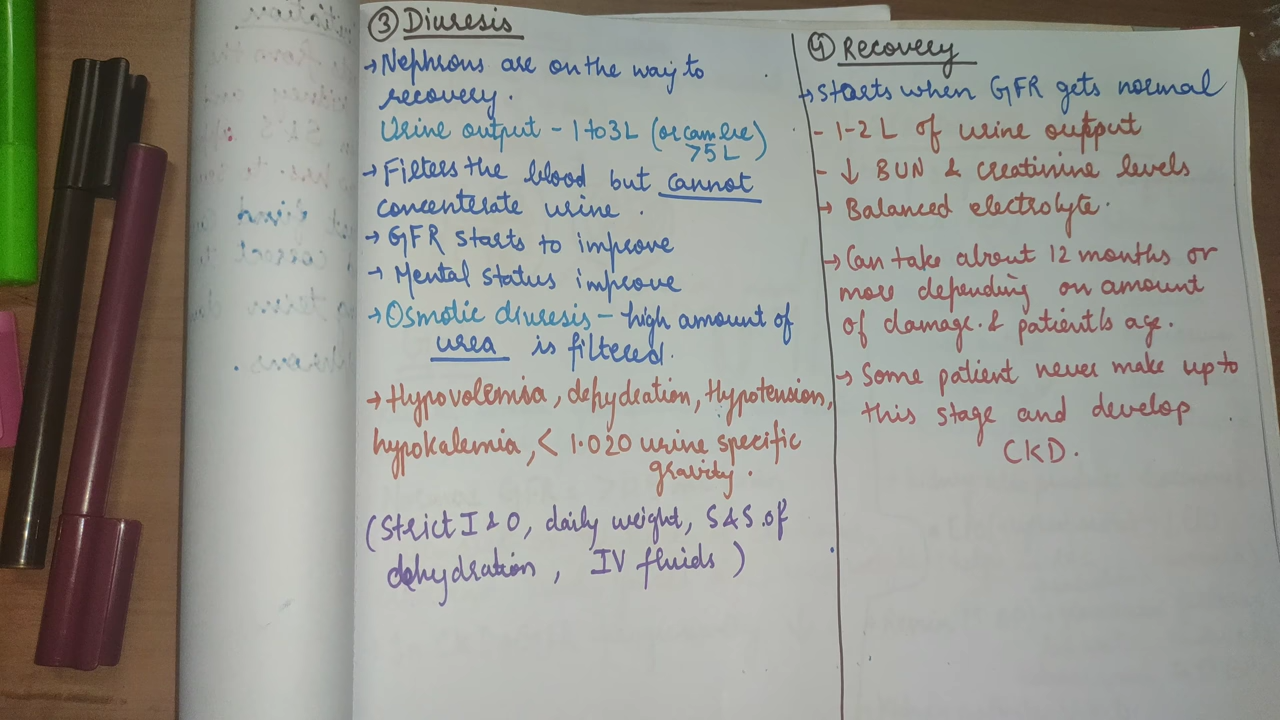 ③ Diuresis
→ Nephrons are on the way to
recovery.
Urine output - 1 to 3L (or can be
>5L)
→ Filters the blood but cannot
concenterate urine.
→ GFR starts to improve
→ Mental status improve
→ Osmotic diuresis - high amount of
urea is filtered.
→ Hypovolemia, dehydration, Hypotension,
hypokalemia, < 1.020 urine specific
gravity.
(Strict I & O, daily weight, S&S. of
dehydration, IV fluids)
④ Recovery
→ Starts when GFR gets normal
- 1-2 L of urine output
- ↓ BUN & creatinine levels
→ Balanced electrolyte.
→ Can take about 12 months or
more depending on amount
of damage. & patient's age.
→ Some patient never make up to
this stage and develop
CKD.